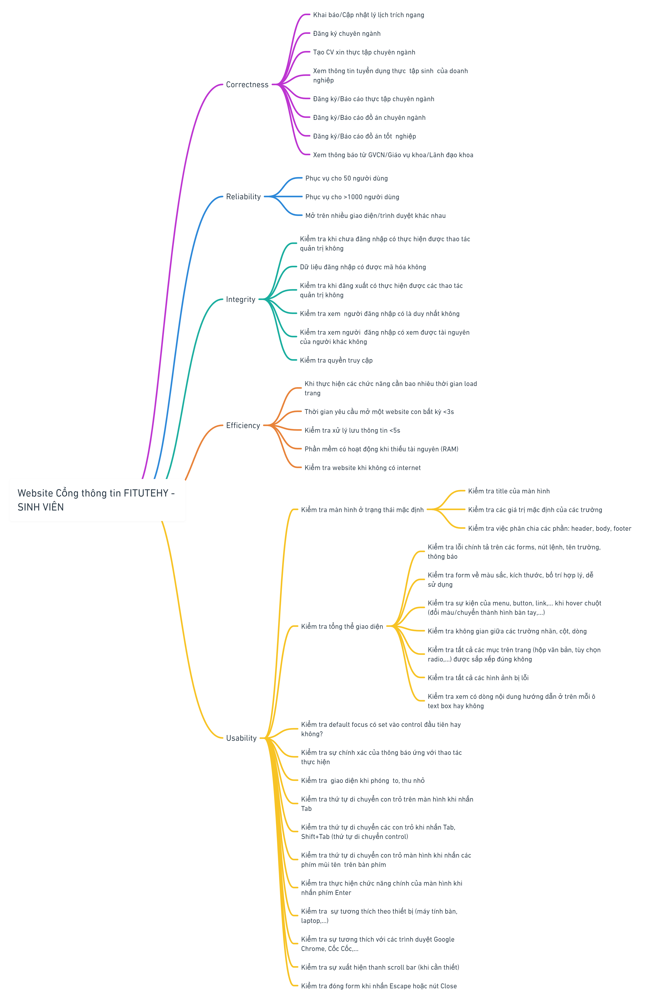 Website Cổng thông tin FITUTEHY -
SINH VIÊN
Correctness
Khai báo/Cập nhật lý lịch trích ngang
Đăng ký chuyên ngành
Tạo CV xin thực tập chuyên ngành
Xem thông tin tuyển dụng thực  tập sinh  của doanh
nghiệp
Đăng ký/Báo cáo thực tập chuyên ngành
Đăng ký/Báo cáo đồ án chuyên ngành
Đăng ký/Báo cáo đồ án tốt  nghiệp
Xem thông báo từ GVCN/Giáo vụ khoa/Lãnh đạo khoa
Reliability
Phục vụ cho 50 người dùng
Phục vụ cho >1000 người dùng
Mở trên nhiều giao diện/trình duyệt khác nhau
Integrity
Kiểm tra khi chưa đăng nhập có thực hiện được thao tác
quản trị không
Dữ liệu đăng nhập có được mã hóa không
Kiểm tra khi đăng xuất có thực hiện được các thao tác
quản trị không
Kiểm tra xem  người đăng nhập có là duy nhất không
Kiểm tra xem người  đăng nhập có xem được tài nguyên
của người khác không
Kiểm tra quyền truy cập
Efficiency
Khi thực hiện các chức năng cần bao nhiêu thời gian load
trang
Thời gian yêu cầu mở một website con bất kỳ <3s
Kiểm tra xử lý lưu thông tin <5s
Phần mềm có hoạt động khi thiếu tài nguyên (RAM)
Kiểm tra website khi không có internet
Usability
Kiểm tra màn hình ở trạng thái mặc định
Kiểm tra title của màn hình
Kiểm tra các giá trị mặc định của các trường
Kiểm tra việc phân chia các phần: header, body, footer
Kiểm tra tổng thể giao diện
Kiểm tra lỗi chính tả trên các forms, nút lệnh, tên trường,
thông báo
Kiểm tra form về màu sắc, kích thước, bố trí hợp lý, dễ
sử dụng
Kiểm tra sự kiện của menu, button, link,... khi hover chuột
(đổi màu/chuyển thành hình bàn tay,...)
Kiểm tra không gian giữa các trường nhãn, cột, dòng
Kiểm tra tất cả các mục trên trang (hộp văn bản, tùy chọn
radio,...) được sắp xếp đúng không
Kiểm tra tất cả các hình ảnh bị lỗi
Kiểm tra xem có dòng nội dung hướng dẫn ở trên mỗi ô
text box hay không
Kiểm tra default focus có set vào control đầu tiên hay
không?
Kiểm tra sự chính xác của thông báo ứng với thao tác
thực hiện
Kiểm tra  giao diện khi phóng  to, thu nhỏ
Kiểm tra thứ tự di chuyển con trỏ trên màn hình khi nhấn
Tab
Kiểm tra thứ tự di chuyển các con trỏ khi nhấn Tab,
Shift+Tab (thứ tự di chuyển control)
Kiểm tra thứ tự di chuyển con trỏ màn hình khi nhấn các
phím mũi tên  trên bàn phím
Kiểm tra thực hiện chức năng chính của màn hình khi
nhấn phím Enter
Kiểm tra  sự tương thích theo thiết bị (máy tính bàn,
laptop,...)
Kiểm tra sự tương thích với các trình duyệt Google
Chrome, Cốc Cốc,...
Kiểm tra sự xuất hiện thanh scroll bar (khi cần thiết)
Kiểm tra đóng form khi nhấn Escape hoặc nút Close